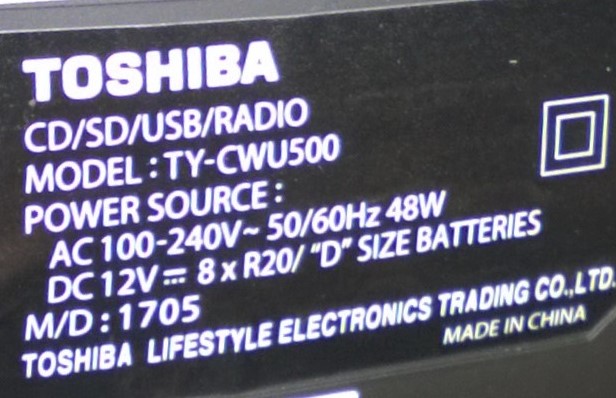 TOSHIBA
CD/SD/USB/RADIO
MODEL : TY-CWU500
POWER SOURCE :
AC 100-240V~ 50/60Hz 48W
DC 12V⎓ 8 x R20/ "D" SIZE BATTERIES
M/D : 1705
TOSHIBA LIFESTYLE ELECTRONICS TRADING CO.,LTD.
MADE IN CHINA